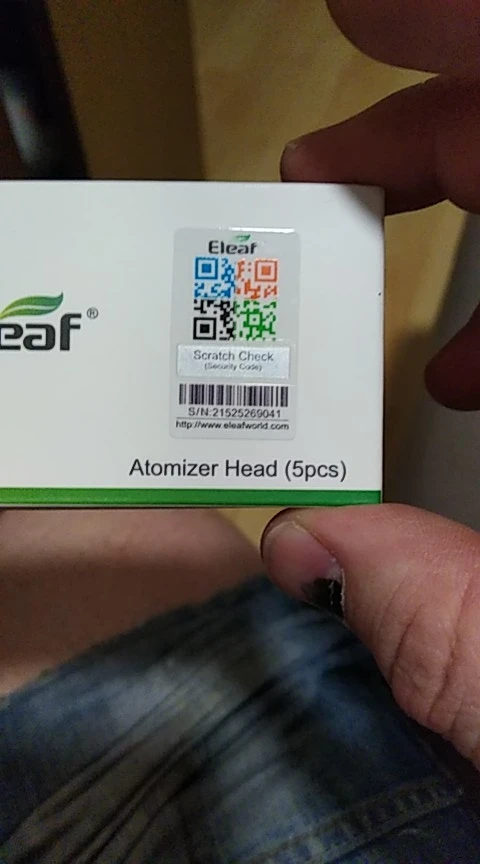 eaf®
Eleaf
Scratch Check
(Security Code)
S/N:21525269041
http://www.eleafworld.com
Atomizer Head (5pcs)